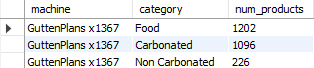 machine category num_products
GuttenPlans x1367 Food 1202
GuttenPlans x1367 Carbonated 1096
GuttenPlans x1367 Non Carbonated 226